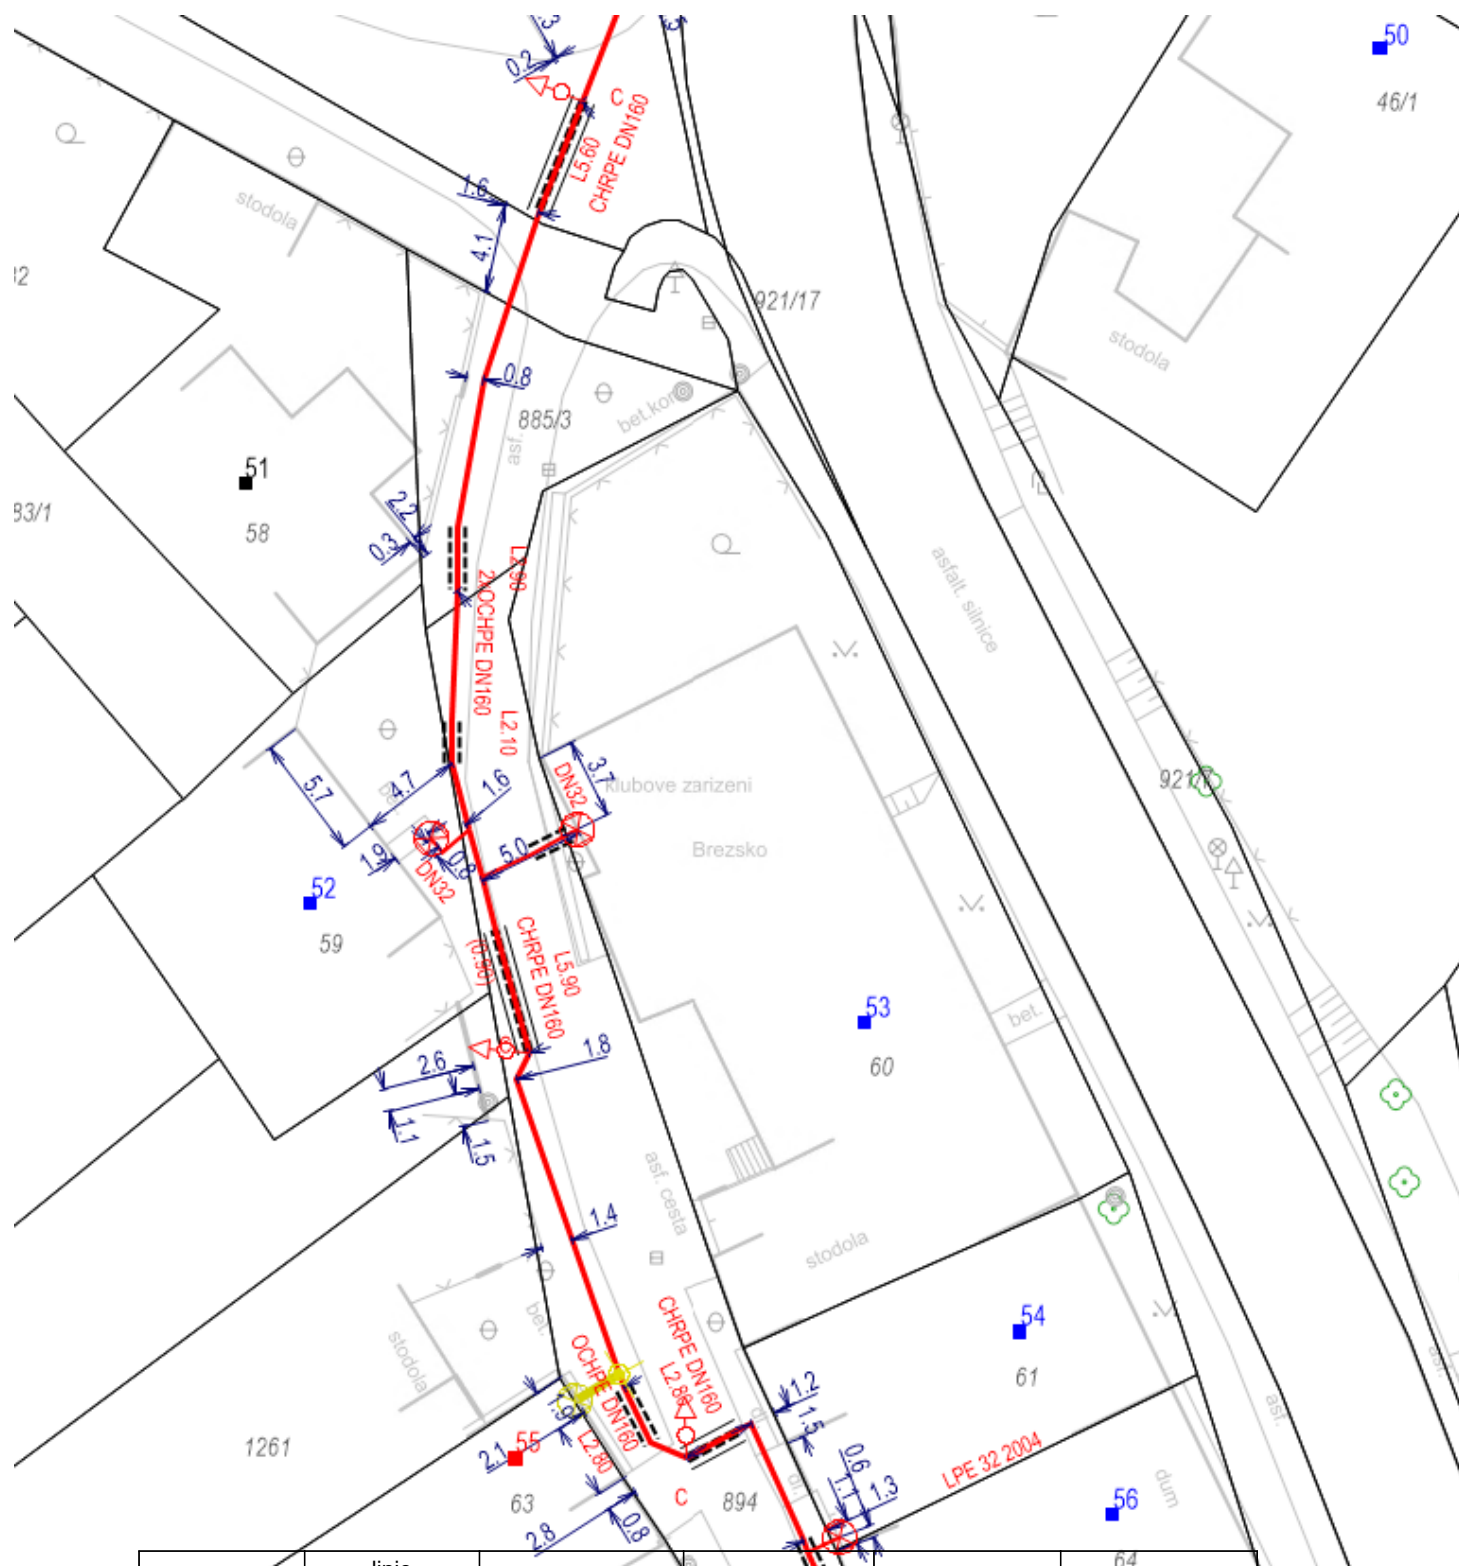 50
46/1
0.2
C
L5.60
CHRPE DN160
stodola
1.6
4.1
921/17
stodola
0.8
885/3
asf.
51
58
83/1
2.2
0.3
L2.90
2xOCHPE DN160
asfalt. silnice
L2.10
5.7
4.7
1.6
DN32
3.7
klubove zarizeni
921/7
1.9
0.8
DN32
5.0
Brezsko
52
59
(0.90)
CHRPE DN160
L5.90
53
60
bet.
2.6
1.8
1.1
1.5
asf. cesta
1.4
stodola
bet.
stodola
CHRPE DN160
L2.80
OCHPE DN160
L2.80
54
61
asf.
asf.
1.2
1.5
1.9
2.1
55
63
1261
C
894
0.6
1.1
1.3
LPE 32 2004
dum
56
64
2.8
0.8